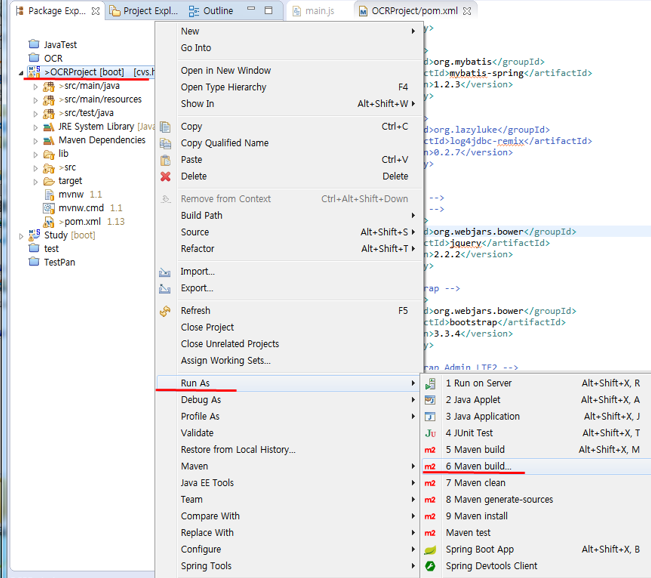 Package Exp... Project Expl... Outline
main.js OCRProject/pom.xml
JavaTest
OCR
>OCRProject [boot] [cvs.h
>src/main/java
>src/main/resources
>src/test/java
JRE System Library [Java
Maven Dependencies
lib
>src
target
mvnw 1.1
mvnw.cmd 1.1
>pom.xml 1.13
Study [boot]
test
TestPan
New
Go Into
Open in New Window
Open Type Hierarchy F4
Show In Alt+Shift+W
Copy Ctrl+C
Copy Qualified Name
Paste Ctrl+V
Delete Delete
Remove from Context Ctrl+Alt+Shift+Down
Build Path
Source Alt+Shift+S
Refactor Alt+Shift+T
Import...
Export...
Refresh F5
Close Project
Close Unrelated Projects
Assign Working Sets...
Run As
Debug As
Profile As
Validate
Restore from Local History...
Maven
Java EE Tools
Team
Compare With
Replace With
Configure
Spring Tools
y>
>org.mybatis</groupId>
ctId>mybatis-spring</artifactId>
>1.2.3</version>
cy>
y>
>org.lazyluke</groupId>
ctId>log4jdbc-remix</artifactId>
>0.2.7</version>
cy>
-->
-->
y>
>org.webjars.bower</groupId>
ctId>jquery</artifactId>
>2.2.2</version>
cy>
rap -->
y>
>org.webjars.bower</groupId>
ctId>bootstrap</artifactId>
>3.3.4</version>
cy>
rap Admin LTE2 -->
1 Run on Server Alt+Shift+X, R
2 Java Applet Alt+Shift+X, A
3 Java Application Alt+Shift+X, J
4 JUnit Test Alt+Shift+X, T
5 Maven build Alt+Shift+X, M
6 Maven build...
7 Maven clean
8 Maven generate-sources
9 Maven install
Maven test
Spring Boot App Alt+Shift+X, B
Spring Devtools Client